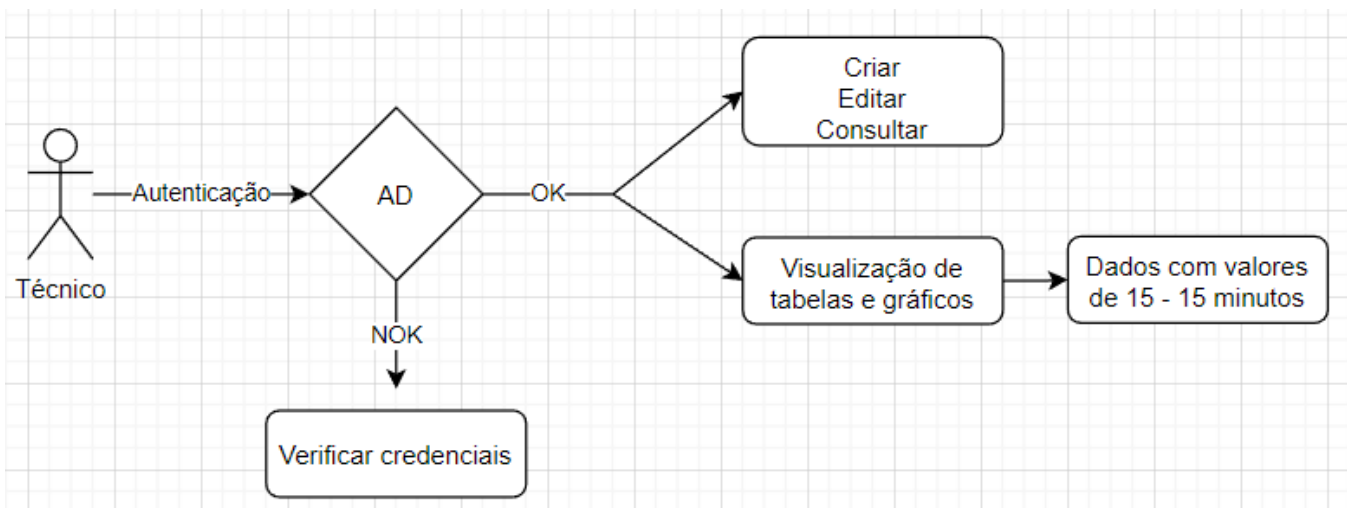 Técnico
Autenticação
AD
OK
NOK
Verificar credenciais
Criar
Editar
Consultar
Visualização de
tabelas e gráficos
Dados com valores
de 15 - 15 minutos